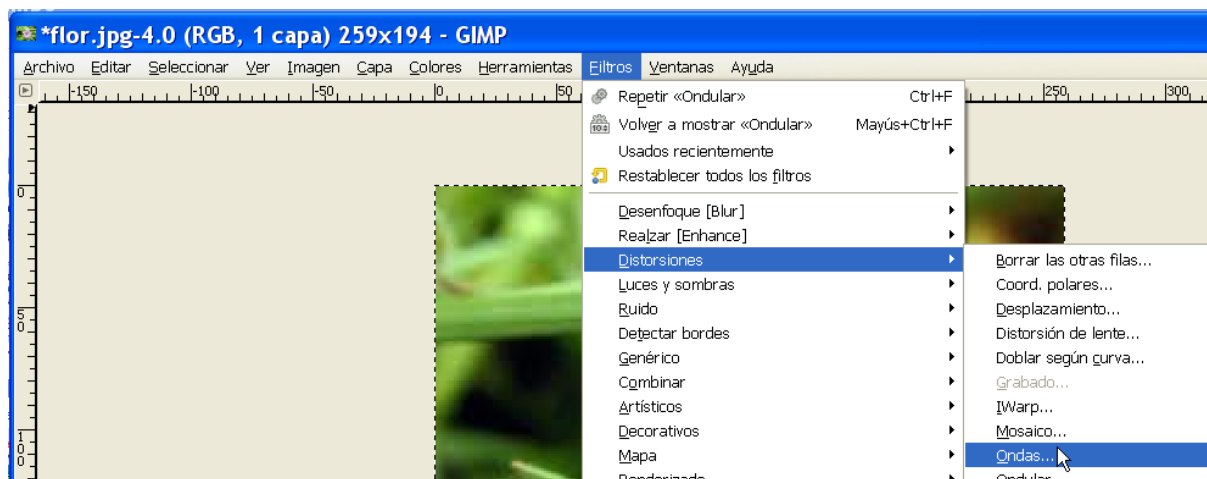 *flor.jpg-4.0 (RGB, 1 capa) 259x194 - GIMP
Archivo Editar Seleccionar Ver Imagen Capa Colores Herramientas Filtros Ventanas Ayuda
-150 -100 -50 0 50 250 300
Repetir «Ondular» Ctrl+F
Volver a mostrar «Ondular» Mayús+Ctrl+F
Usados recientemente
Restablecer todos los filtros
Desenfoque [Blur]
Realzar [Enhance]
Distorsiones
Luces y sombras
Ruido
Detectar bordes
Genérico
Combinar
Artísticos
Decorativos
Mapa
Renderizado
Borrar las otras filas...
Coord. polares...
Desplazamiento...
Distorsión de lente...
Doblar según curva...
Grabado...
IWarp...
Mosaico...
Ondas...
Ondular...
0
50
100